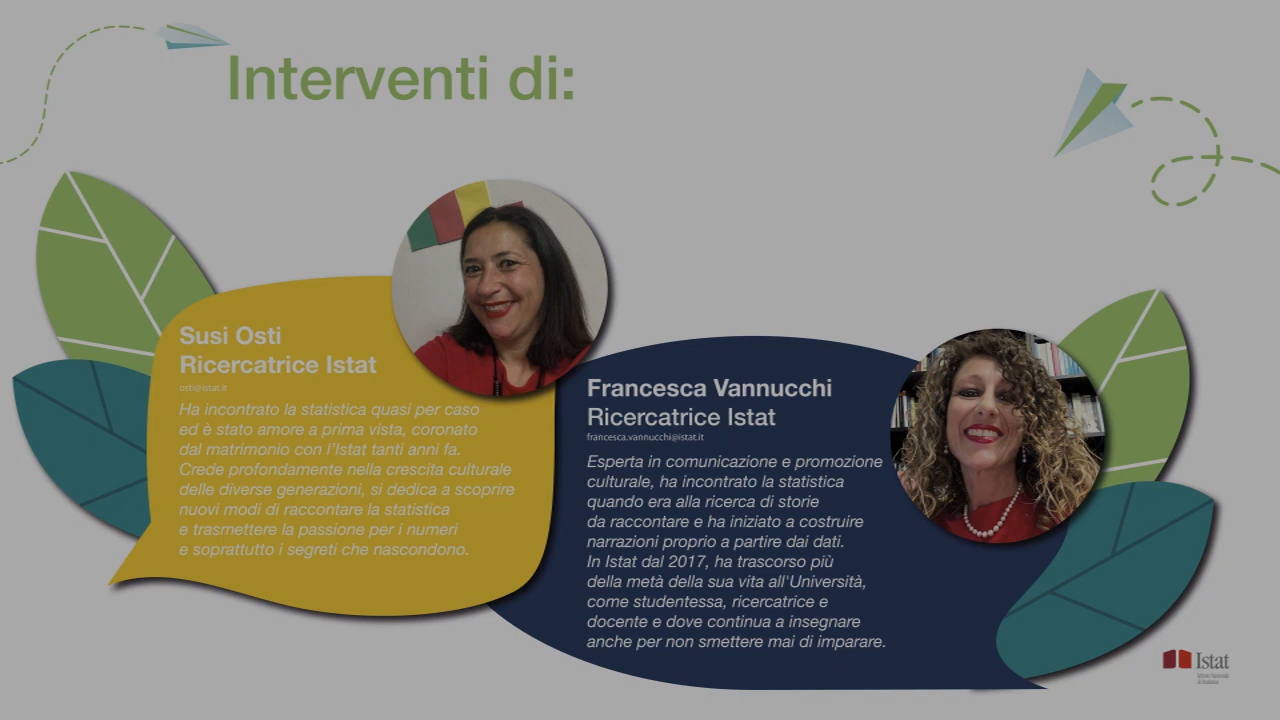 Interventi di:
Susi Osti
Ricercatrice Istat
osti@istat.it
Ha incontrato la statistica quasi per caso
ed è stato amore a prima vista, coronato
dal matrimonio con l'Istat tanti anni fa.
Crede profondamente nella crescita culturale
delle diverse generazioni, si dedica a scoprire
nuovi modi di raccontare la statistica
e trasmettere la passione per i numeri
e soprattutto i segreti che nascondono.
Francesca Vannucchi
Ricercatrice Istat
francesca.vannucchi@istat.it
Esperta in comunicazione e promozione
culturale, ha incontrato la statistica
quando era alla ricerca di storie
da raccontare e ha iniziato a costruire
narrazioni proprio a partire dai dati.
In Istat dal 2017, ha trascorso più
della metà della sua vita all'Università,
come studentessa, ricercatrice e
docente e dove continua a insegnare
anche per non smettere mai di imparare.
Istat